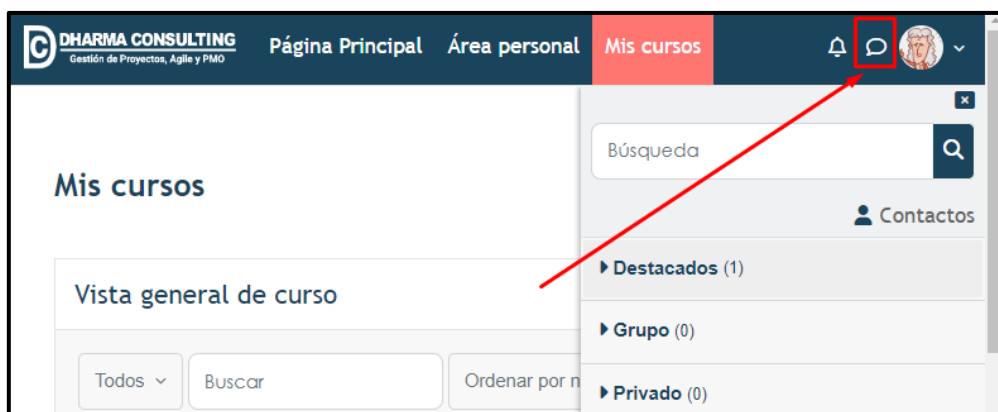 DHARMA CONSULTING
Gestión de Proyectos, Agile y PMO
Página Principal Área personal Mis cursos
Búsqueda
Mis cursos
Contactos
Destacados (1)
Vista general de curso
Grupo (0)
Todos Buscar Ordenar por n
Privado (0)